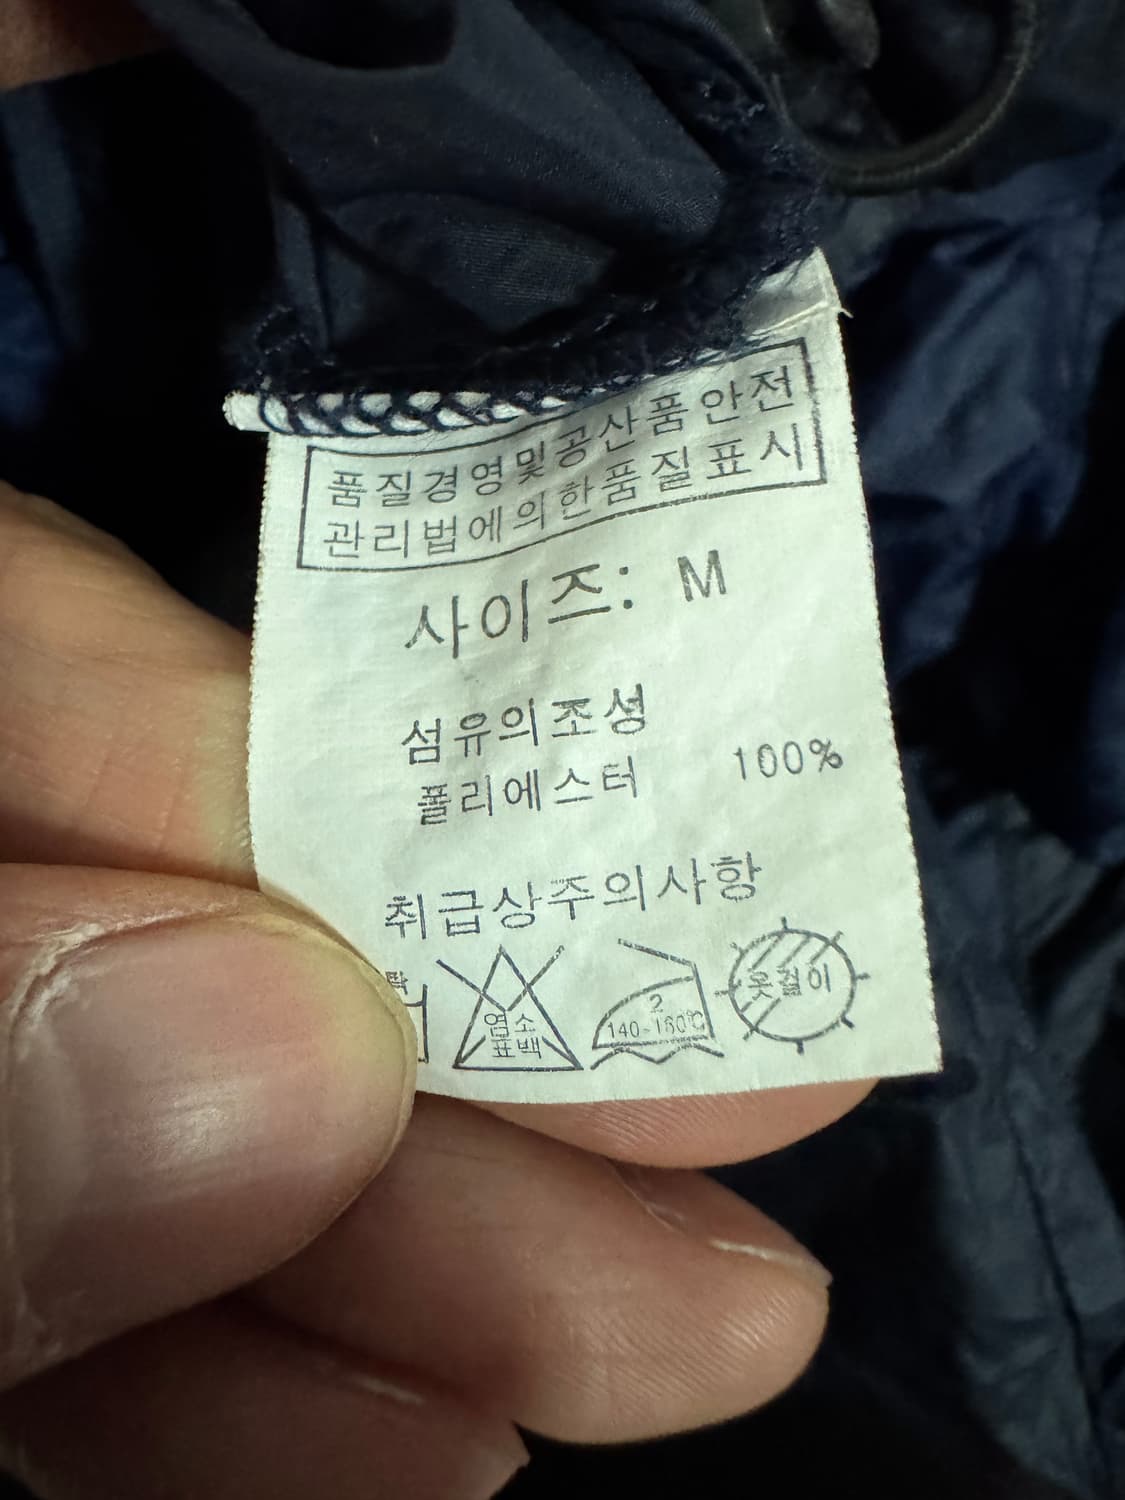 품질경영및공산품안전
관리법에의한품질표시
사이즈: M
섬유의조성
폴리에스터 100%
취급상주의사항
염소
표백
2
140-160℃
옷걸이